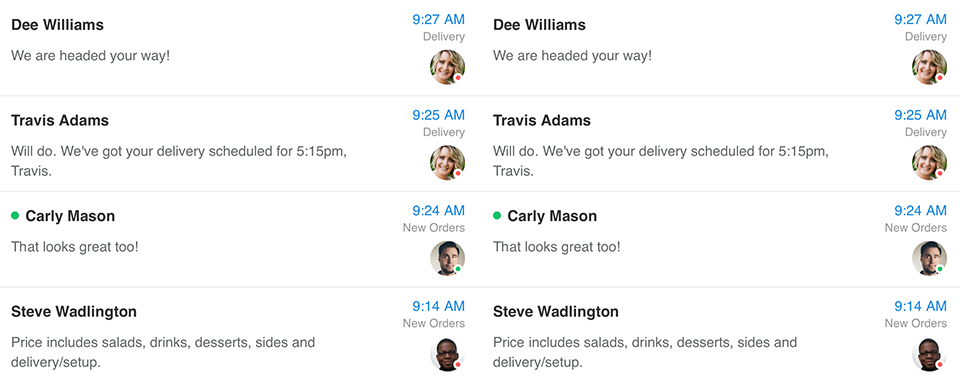 Dee Williams
9:27 AM
Delivery
We are headed your way!
Travis Adams
9:25 AM
Delivery
Will do. We've got your delivery scheduled for 5:15pm,
Travis.
Carly Mason
9:24 AM
New Orders
That looks great too!
Steve Wadlington
9:14 AM
New Orders
Price includes salads, drinks, desserts, sides and
delivery/setup.
Dee Williams
9:27 AM
Delivery
We are headed your way!
Travis Adams
9:25 AM
Delivery
Will do. We've got your delivery scheduled for 5:15pm,
Travis.
Carly Mason
9:24 AM
New Orders
That looks great too!
Steve Wadlington
9:14 AM
New Orders
Price includes salads, drinks, desserts, sides and
delivery/setup.